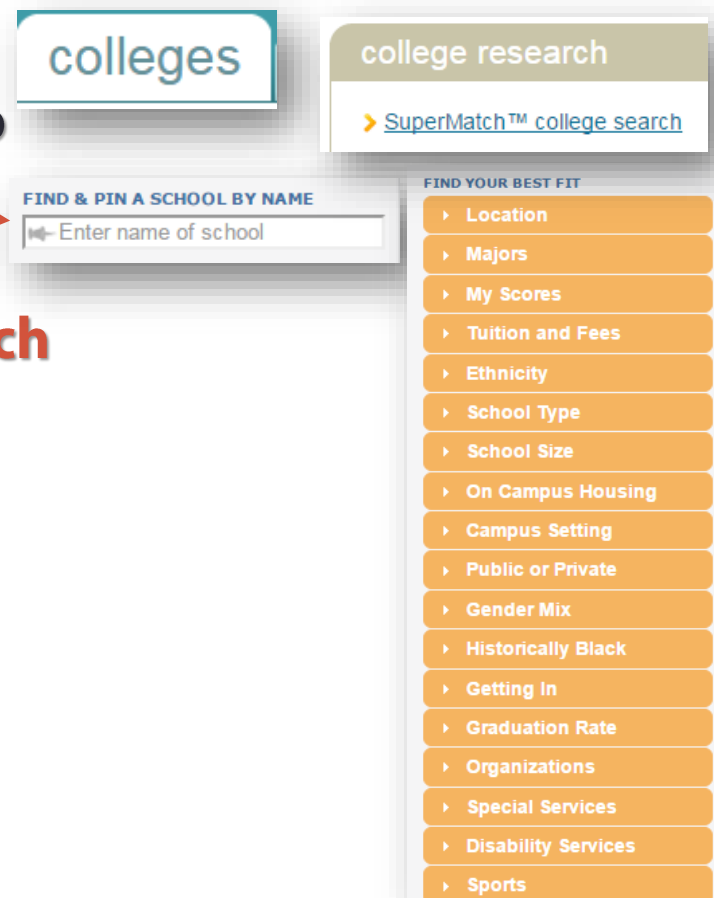 colleges
college research
SuperMatch™ college search
FIND & PIN A SCHOOL BY NAME
Enter name of school
ch
FIND YOUR BEST FIT
Location
Majors
My Scores
Tuition and Fees
Ethnicity
School Type
School Size
On Campus Housing
Campus Setting
Public or Private
Gender Mix
Historically Black
Getting In
Graduation Rate
Organizations
Special Services
Disability Services
Sports